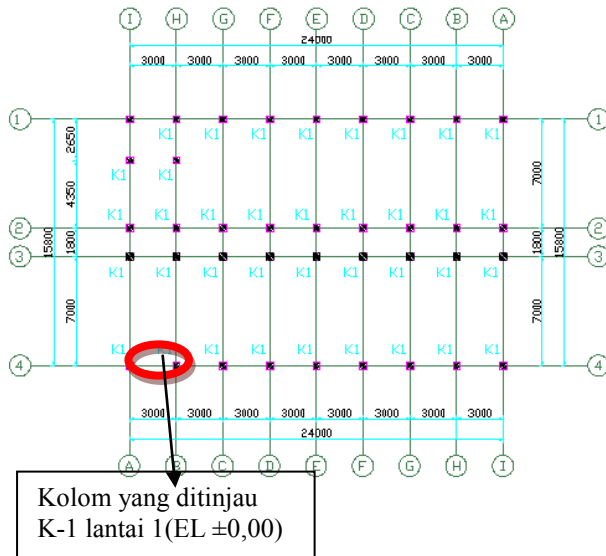 I H G F E D C B A
24000
3000 3000 3000 3000 3000 3000 3000 3000
1 1
K1 K1 K1 K1 K1 K1 K1 K1
2650
K1 K1
4350 7000
K1 K1 K1 K1 K1 K1 K1 K1 K1
2 2
15800 1800 1800 15800
3 3
K1 K1 K1 K1 K1 K1 K1 K1 K1
7000 7000
K1 K1 K1 K1 K1 K1 K1 K1
4 4
3000 3000 3000 3000 3000 3000 3000 3000
24000
A B C D E F G H I
Kolom yang ditinjau
K-1 lantai 1(EL ±0,00)